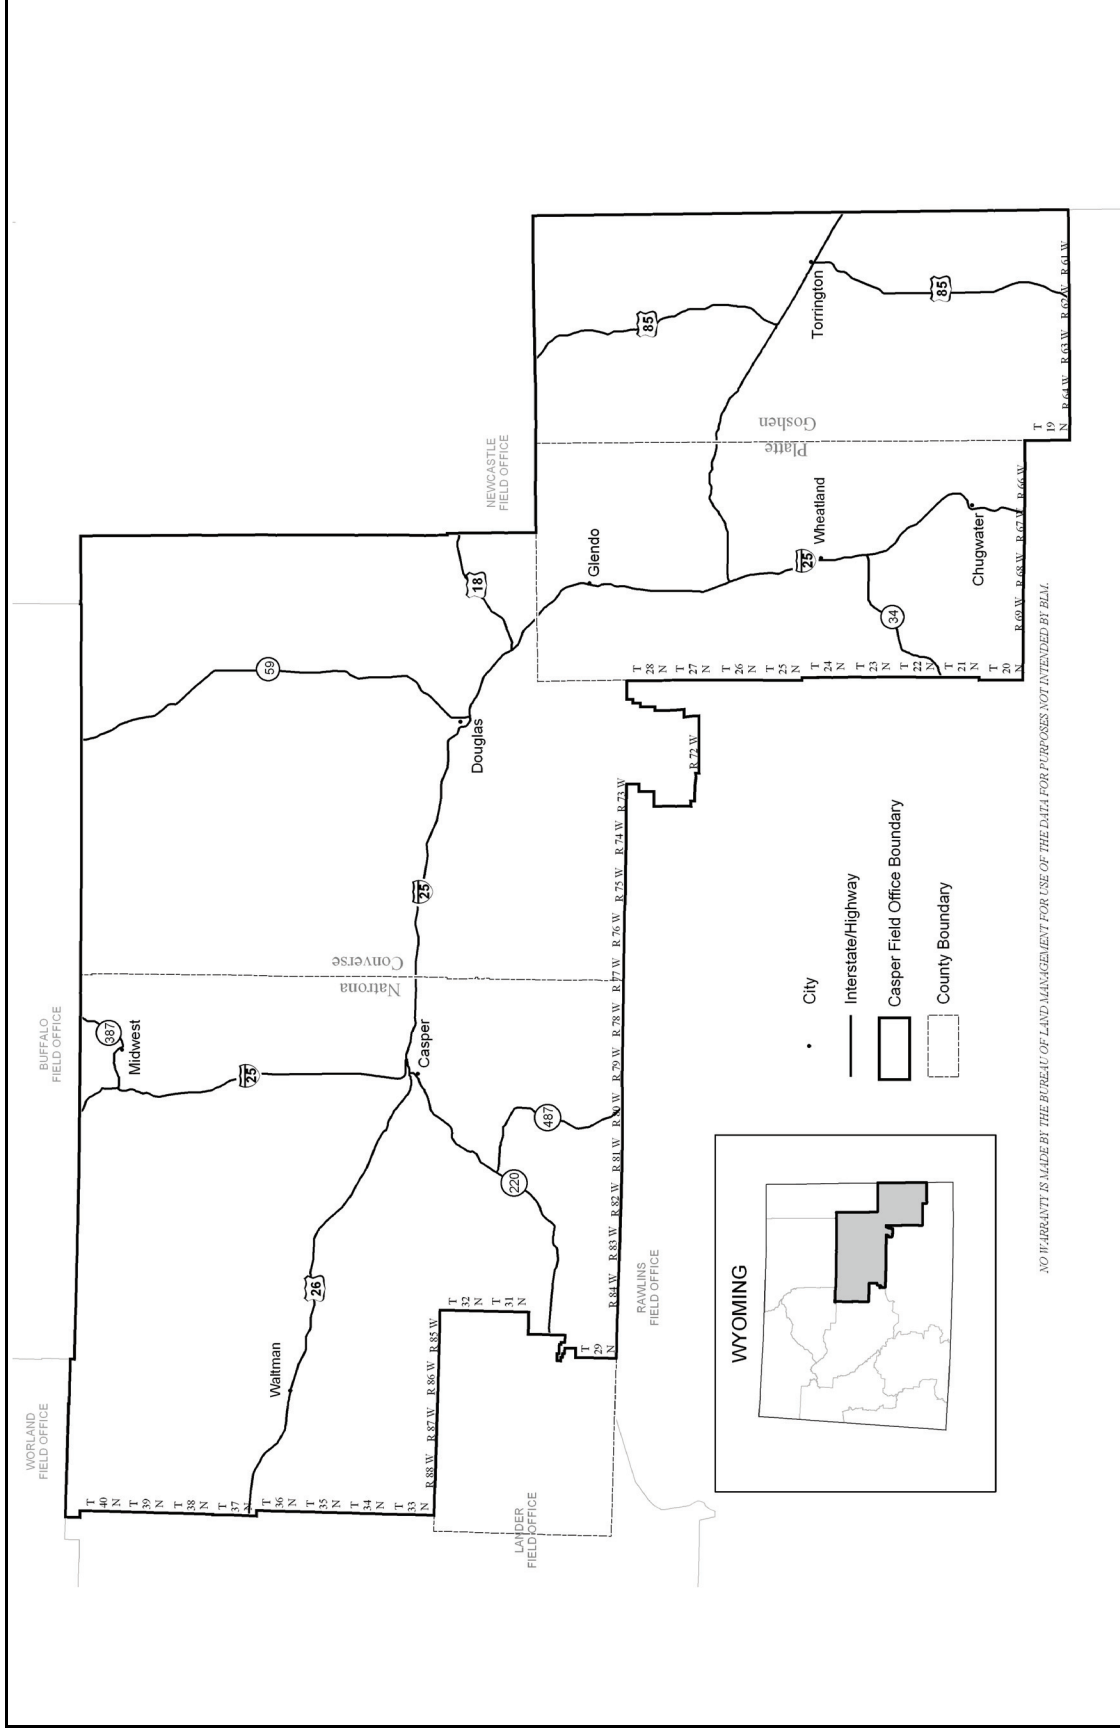 WORLAND
FIELD OFFICE
BUFFALO
FIELD OFFICE
NEWCASTLE
FIELD OFFICE
LANDER
FIELD OFFICE
RAWLINS
FIELD OFFICE
T
40
N
T
39
N
T
38
N
T
37
N
T
36
N
T
35
N
T
34
N
T
33
N
R 88 W R 87 W R 86 W R 85 W
T
32
N
T
31
N
T
29
N
R 84 W R 83 W R 82 W R 81 W R 80 W R 79 W R 78 W R 77 W R 76 W R 75 W R 74 W R 73 W
R 72 W
T
28
N
T
27
N
T
26
N
T
25
N
T
24
N
T
23
N
T
22
N
T
21
N
T
20
N
R 69 W R 68 W R 67 W R 66 W
T
19
N
R 64 W R 63 W R 62 W R 61 W
387
Midwest
25
59
Waltman
26
Casper
25
Natrona
Converse
220
487
Douglas
18
Glendo
85
Platte
Goshen
25
Wheatland
Torrington
34
Chugwater
85
WYOMING
City
Interstate/Highway
Casper Field Office Boundary
County Boundary
NO WARRANTY IS MADE BY THE BUREAU OF LAND MANAGEMENT FOR USE OF THE DATA FOR PURPOSES NOT INTENDED BY BLM.